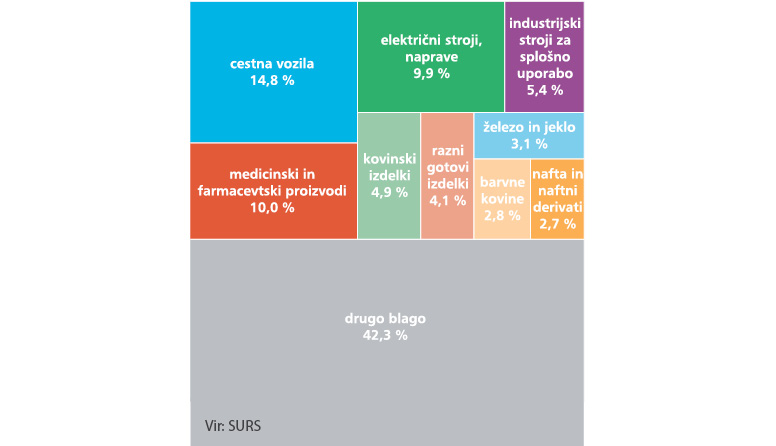 cestna vozila
14,8 %
električni stroji,
naprave
9,9 %
industrijski
stroji za
splošno
uporabo
5,4 %
medicinski in
farmacevtski proizvodi
10,0 %
kovinski
izdelki
4,9 %
razni
gotovi
izdelki
4,1 %
železo in jeklo
3,1 %
barvne
kovine
2,8 %
nafta in
naftni
derivati
2,7 %
drugo blago
42,3 %
Vir: SURS